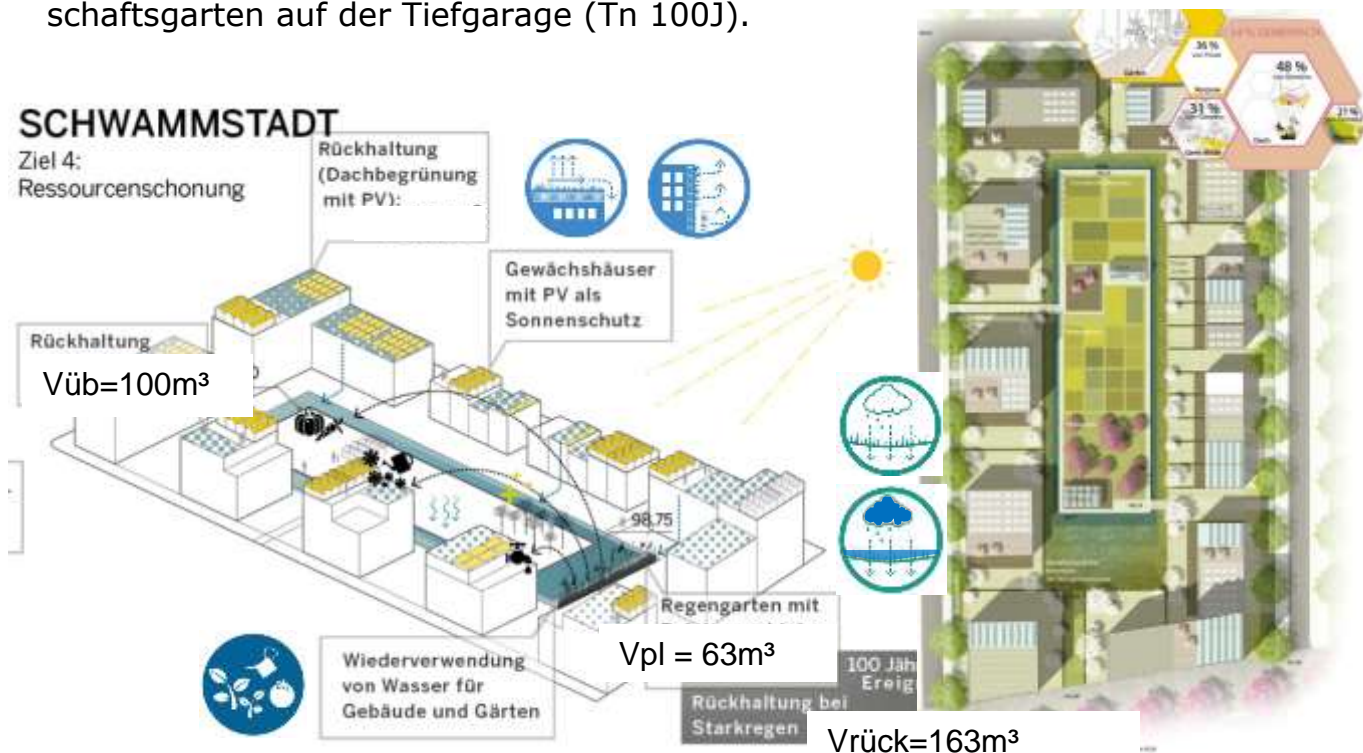 schaftsgarten auf der Tiefgarage (Tn 100J).
SCHWAMMSTADT
Ziel 4:
Ressourcenschonung
Rückhaltung
(Dachbegrünung
mit PV):
Gewächshäuser
mit PV als
Sonnenschutz
Rückhaltung
Vüb=100m³
98.75
Regengarten mit
Vpl = 63m³
Wiederverwendung
von Wasser für
Gebäude und Gärten
100 Jäh
Ereig
Rückhaltung bei
Starkregen
Vrück=163m³
36 %
48 %
31 %
21 %
Gärten
Dach